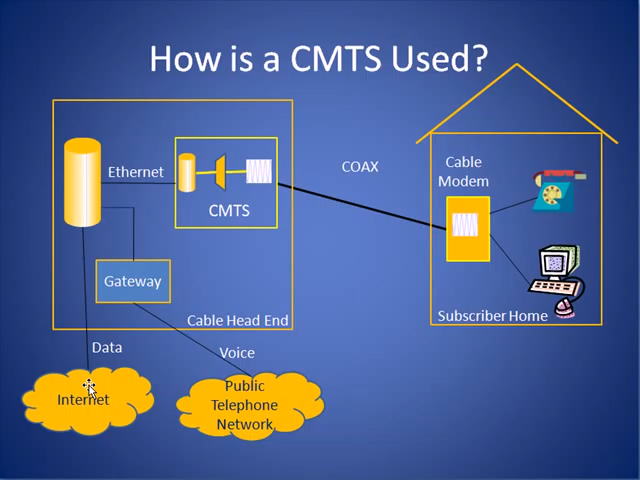 How is a CMTS Used?
Ethernet
CMTS
COAX
Cable
Modem
Gateway
Cable Head End
Subscriber Home
Data
Voice
Internet
Public
Telephone
Network